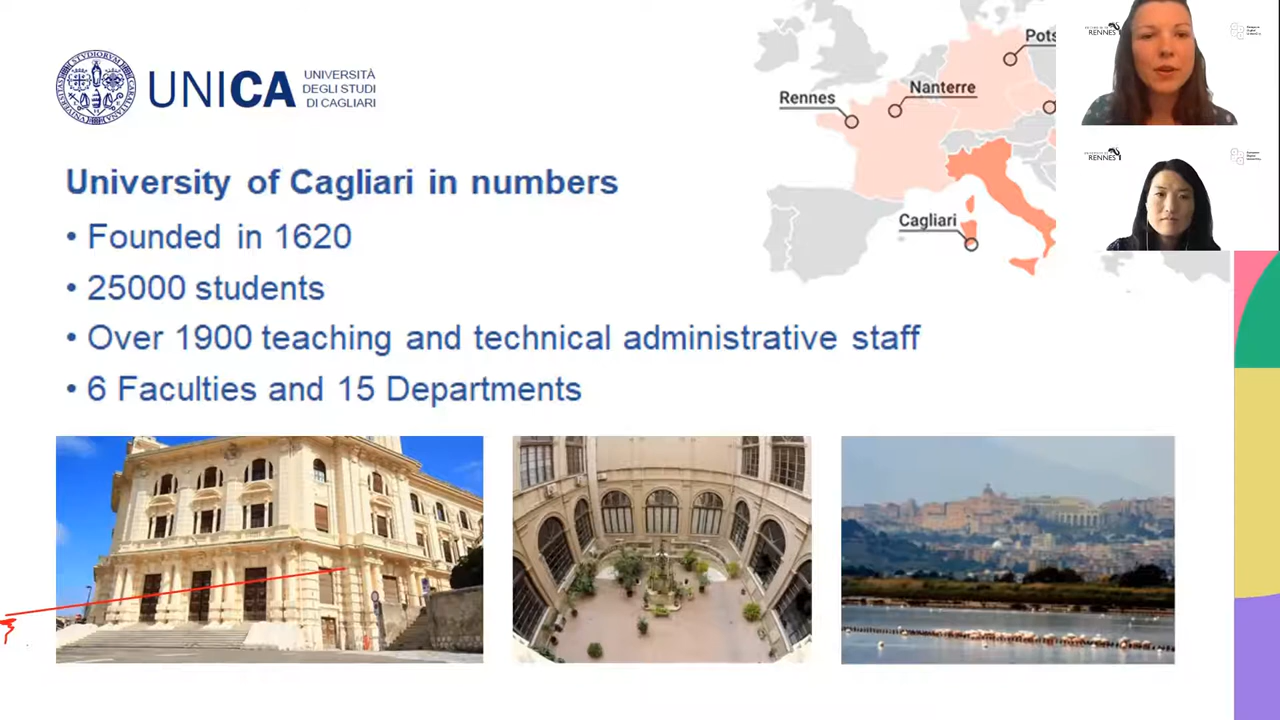 UNICA
UNIVERSITÀ
DEGLI STUDI
DI CAGLIARI
University of Cagliari in numbers
• Founded in 1620
• 25000 students
• Over 1900 teaching and technical administrative staff
• 6 Faculties and 15 Departments
Pots
Nanterre
Rennes
Cagliari
RENNES
RENNES